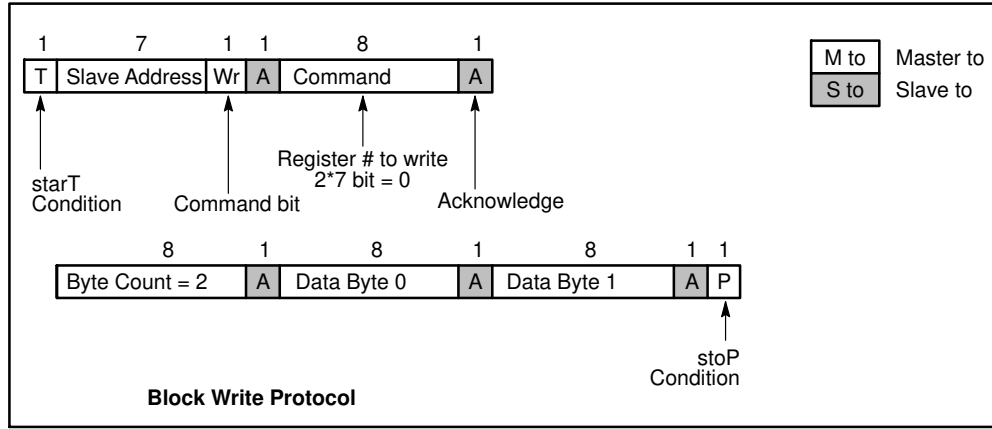 1 7 1 1 8 1
T Slave Address Wr A Command A
M to Master to
S to Slave to
Register # to write
2*7 bit = 0
starT
Condition
Command bit
Acknowledge
8 1 8 1 8 1 1
Byte Count = 2 A Data Byte 0 A Data Byte 1 A P
stoP
Condition
Block Write Protocol